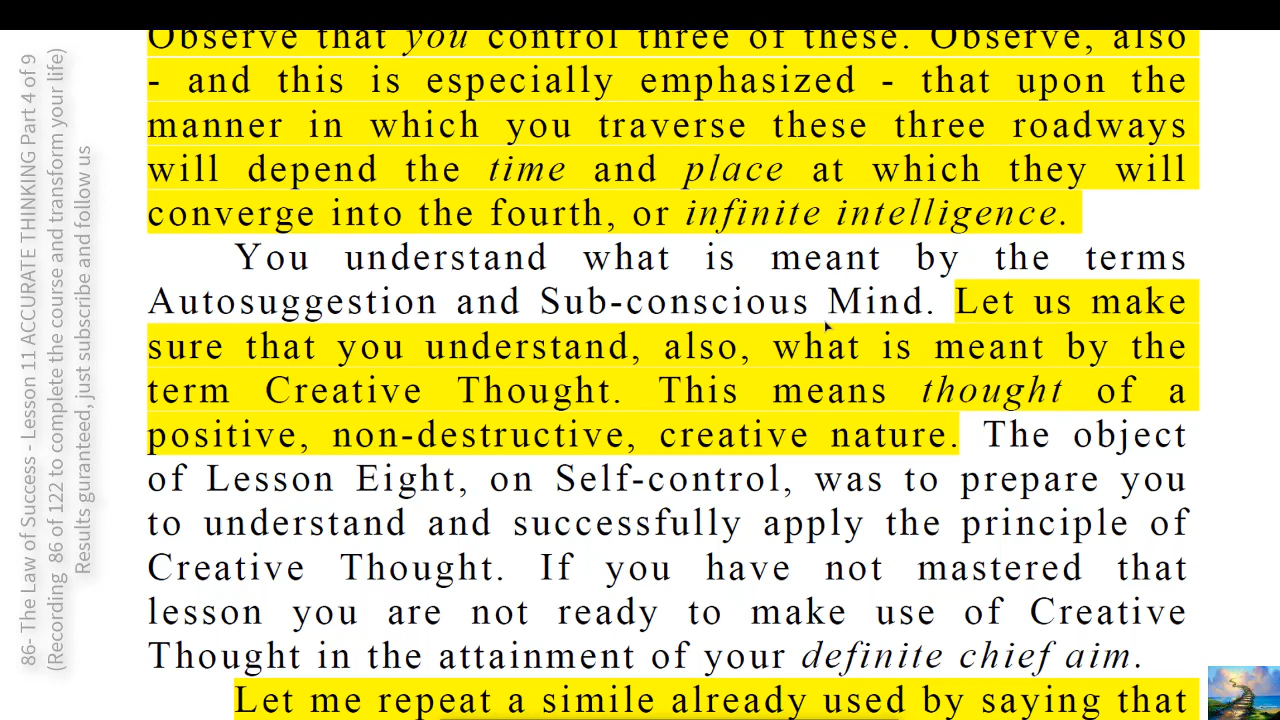 Observe that you control three of these. Observe, also
- and this is especially emphasized - that upon the
manner in which you traverse these three roadways
will depend the time and place at which they will
converge into the fourth, or infinite intelligence.
You understand what is meant by the terms
Autosuggestion and Sub-conscious Mind. Let us make
sure that you understand, also, what is meant by the
term Creative Thought. This means thought of a
positive, non-destructive, creative nature. The object
of Lesson Eight, on Self-control, was to prepare you
to understand and successfully apply the principle of
Creative Thought. If you have not mastered that
lesson you are not ready to make use of Creative
Thought in the attainment of your definite chief aim.
Let me repeat a simile already used by saying that
86- The Law of Success - Lesson 11 ACCURATE THINKING Part 4 of 9
(Recording 86 of 122 to complete the course and transform your life)
Results guranteed, just subscribe and follow us